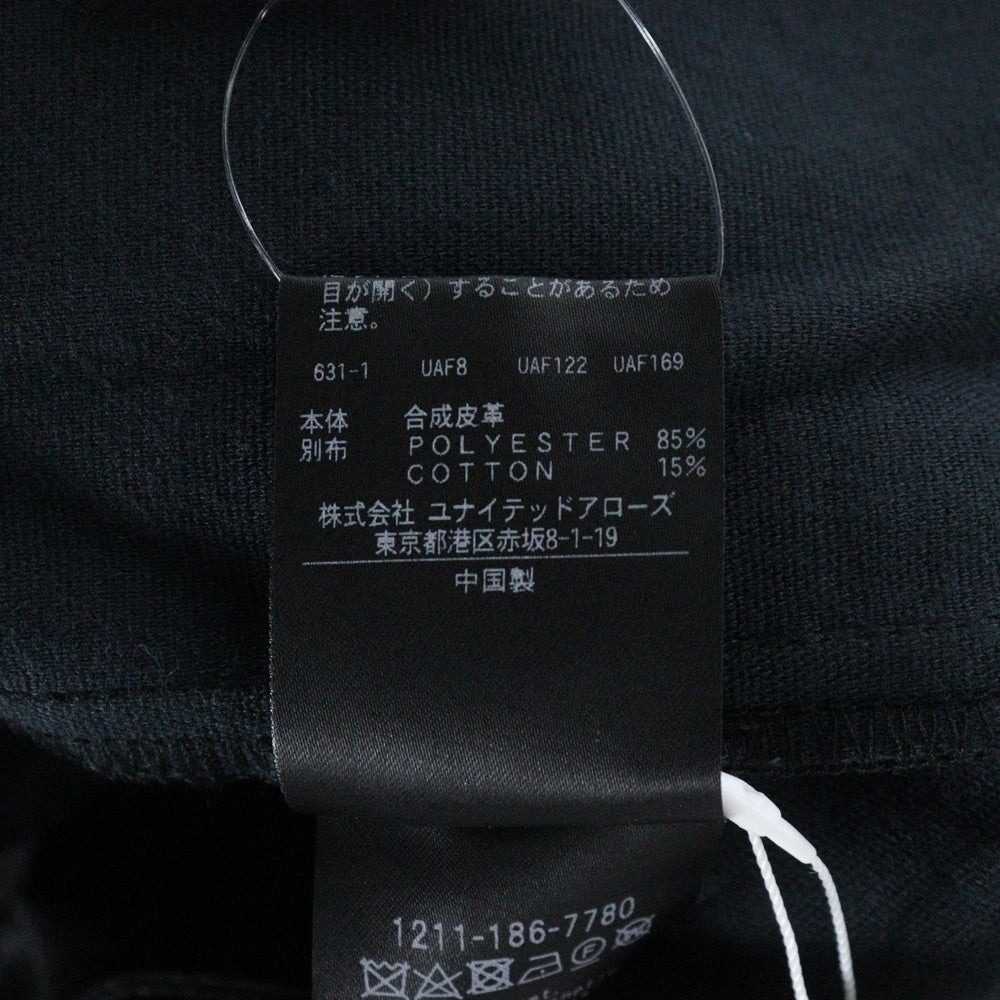 目が開く）することがあるため
注意。
631-1 UAF8 UAF122 UAF169
本体 合成皮革
別布 POLYESTER 85%
COTTON 15%
株式会社 ユナイテッドアローズ
東京都港区赤坂8-1-19
中国製
1211-186-7780